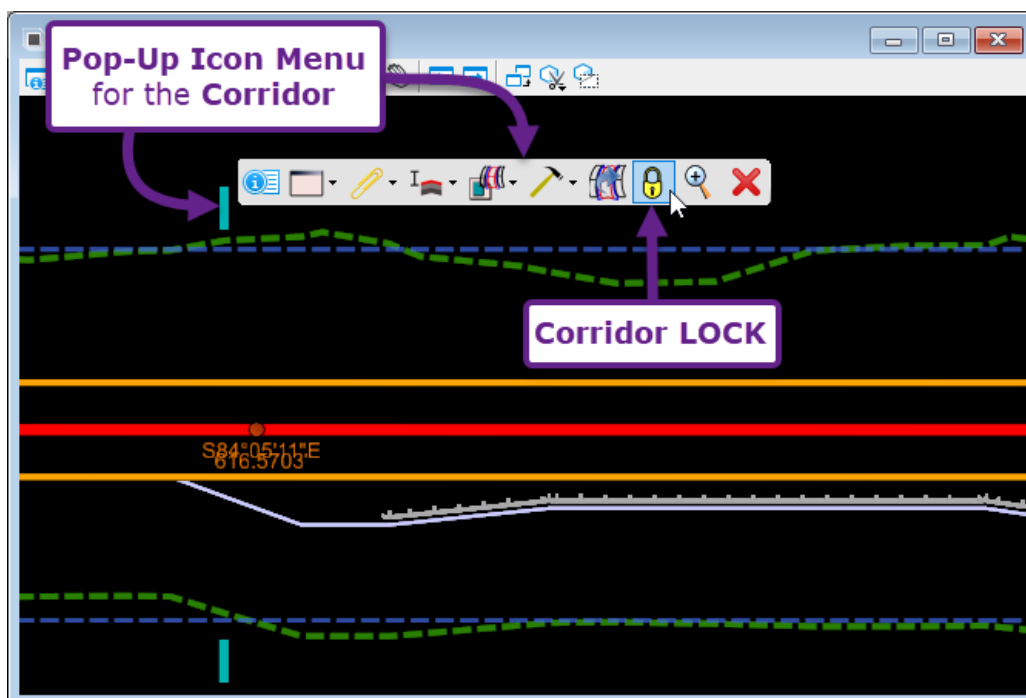 Pop-Up Icon Menu
for the Corridor
Corridor LOCK
S84°05'11"E
616.5703'